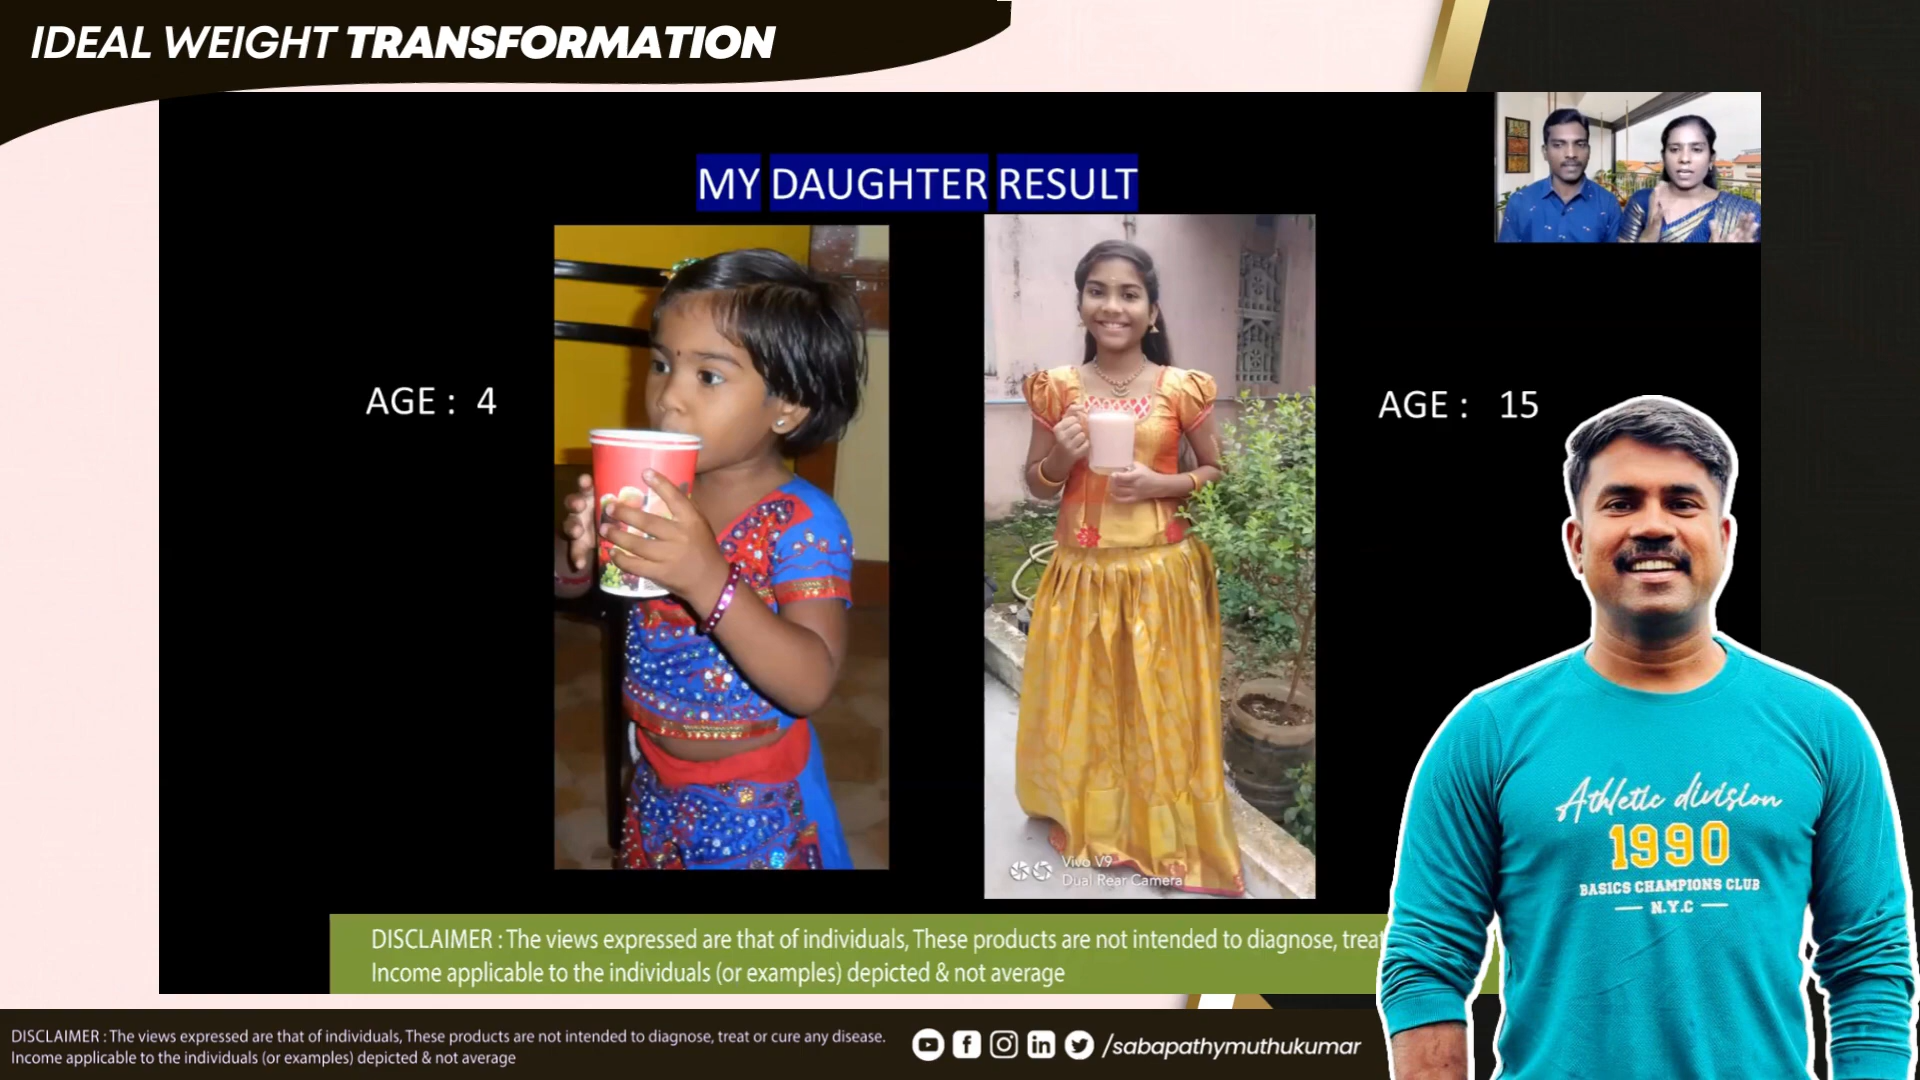 IDEAL WEIGHT TRANSFORMATION
MY DAUGHTER RESULT
AGE : 4
AGE : 15
Vivo V9
Dual Rear Camera
Athletic division
1990
BASICS CHAMPIONS CLUB
N.Y.C
DISCLAIMER : The views expressed are that of individuals, These products are not intended to diagnose, treat
Income applicable to the individuals (or examples) depicted & not average
DISCLAIMER : The views expressed are that of individuals, These products are not intended to diagnose, treat or cure any disease.
Income applicable to the individuals (or examples) depicted & not average
/sabapathymuthukumar